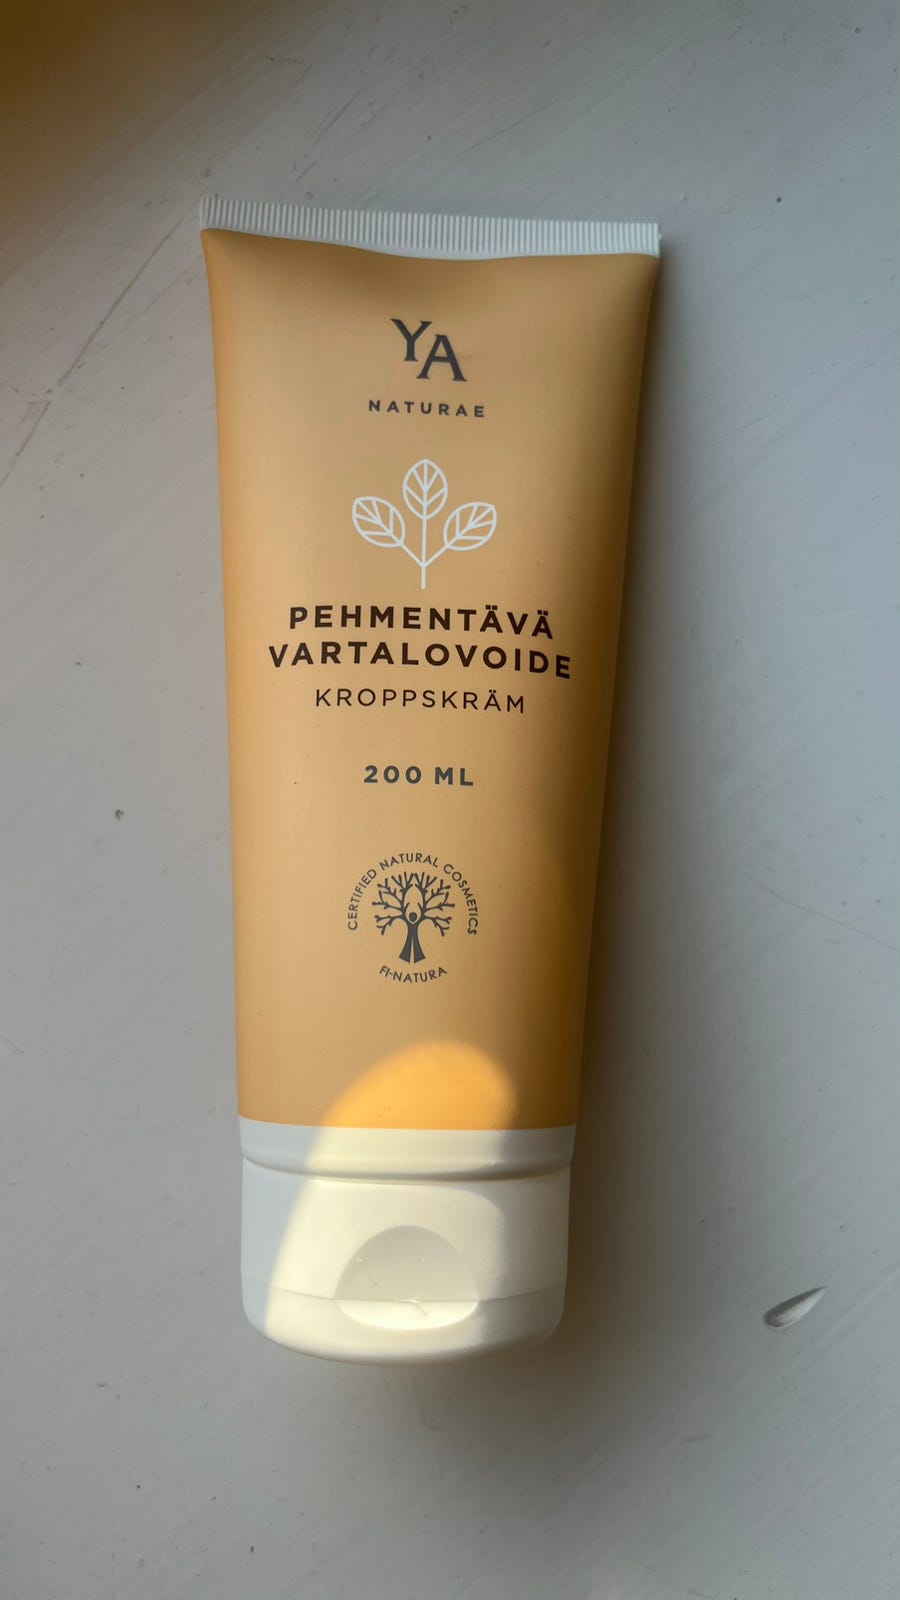 YA
NATURAE
PEHMENTÄVÄ
VARTALOVOIDE
KROPPSKRÄM
200 ML
CERTIFIED NATURAL COSMETICS
FI-NATURA